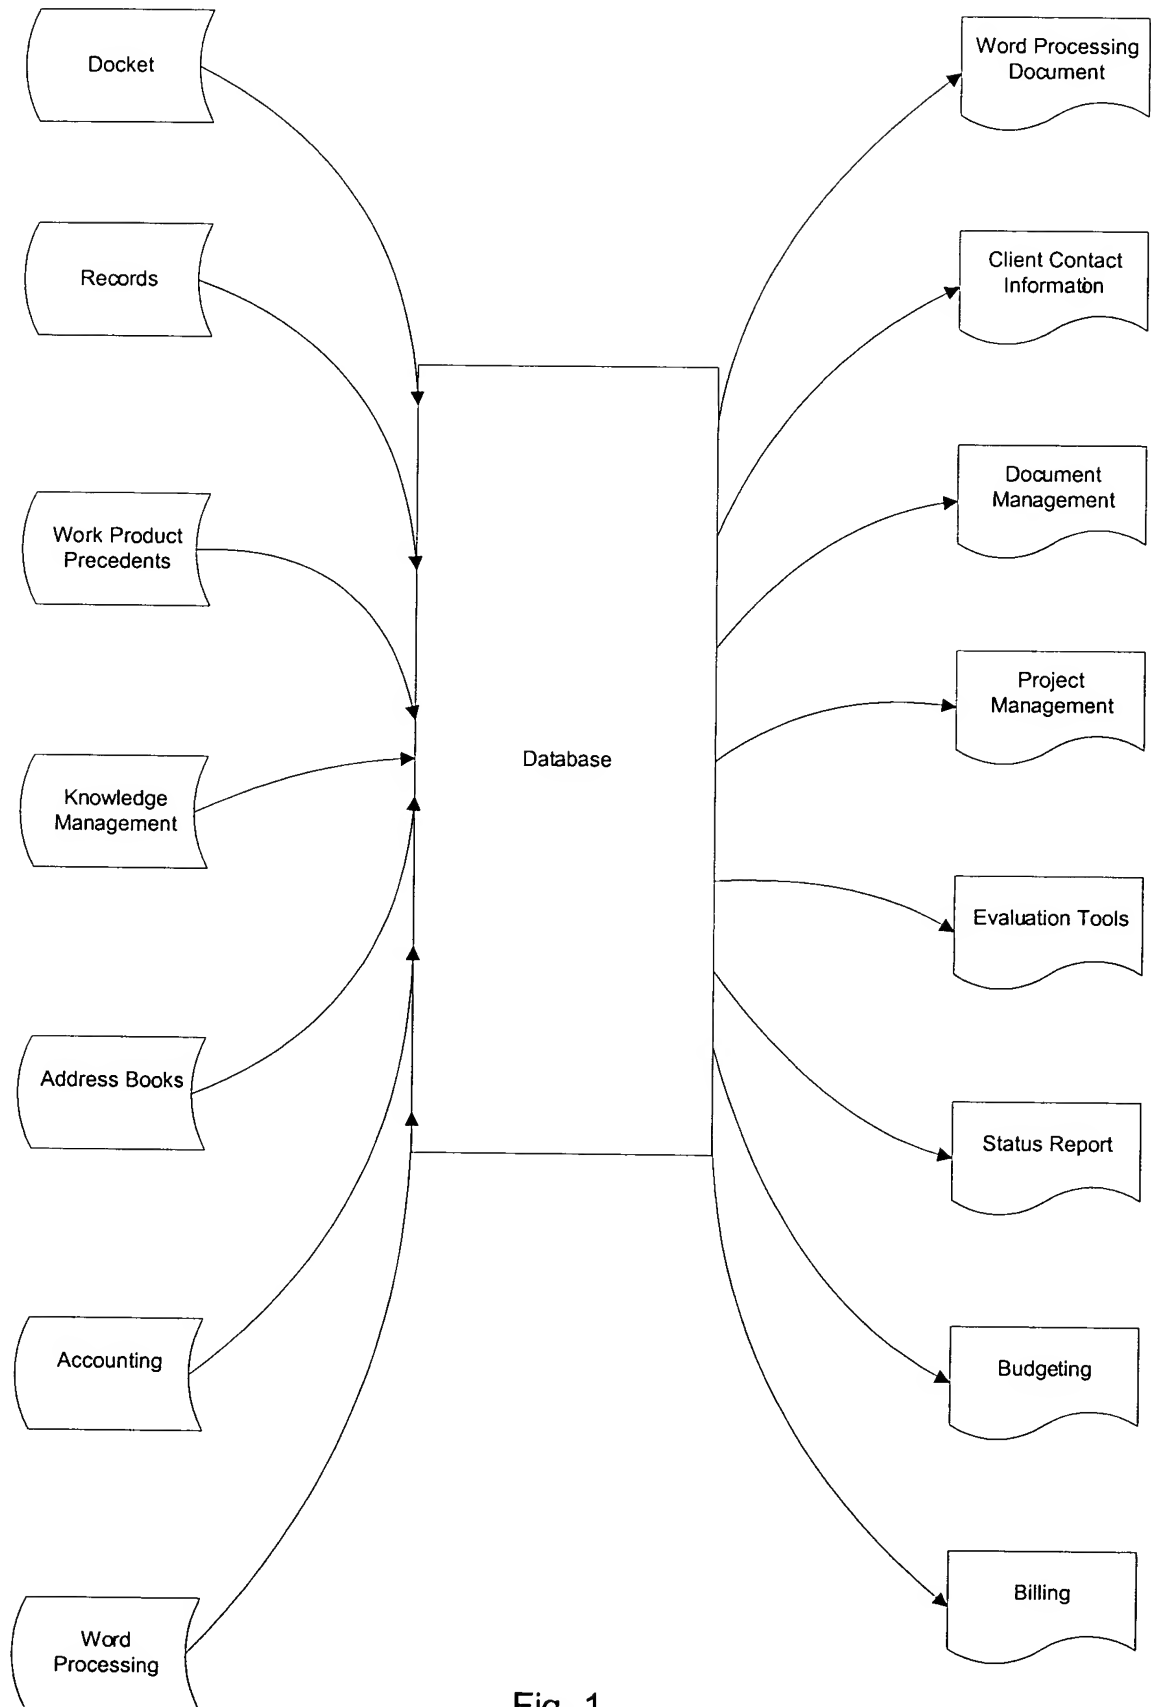 Docket
Records
Work Product
Precedents
Knowledge
Management
Address Books
Accounting
Word
Processing
Database
Word Processing
Document
Client Contact
Information
Document
Management
Project
Management
Evaluation Tools
Status Report
Budgeting
Billing
Fig. 1